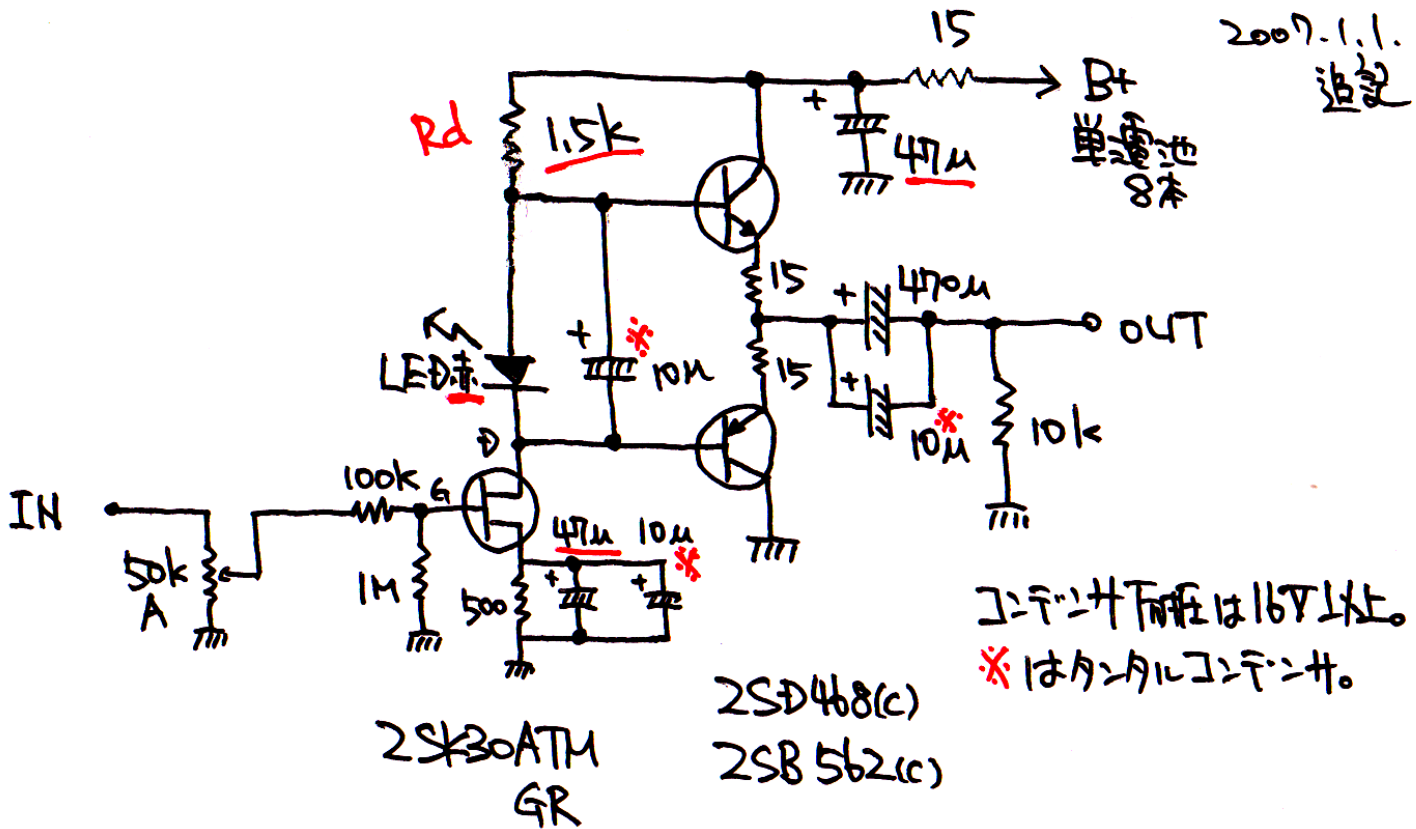 15
2007.1.1.
追記
+
B+
単電池
8本
Rd
1.5k
47μ
15
+
470μ
OUT
+
※
10μ
LED赤
15
+
※
10μ
10k
D
100k
G
IN
47μ
10μ
※
50k
A
1M
500
+
+
コンデンサ耐圧は16V以上。
※はタンタルコンデンサ。
2SD468(c)
2SK30ATM
GR
2SB562(c)